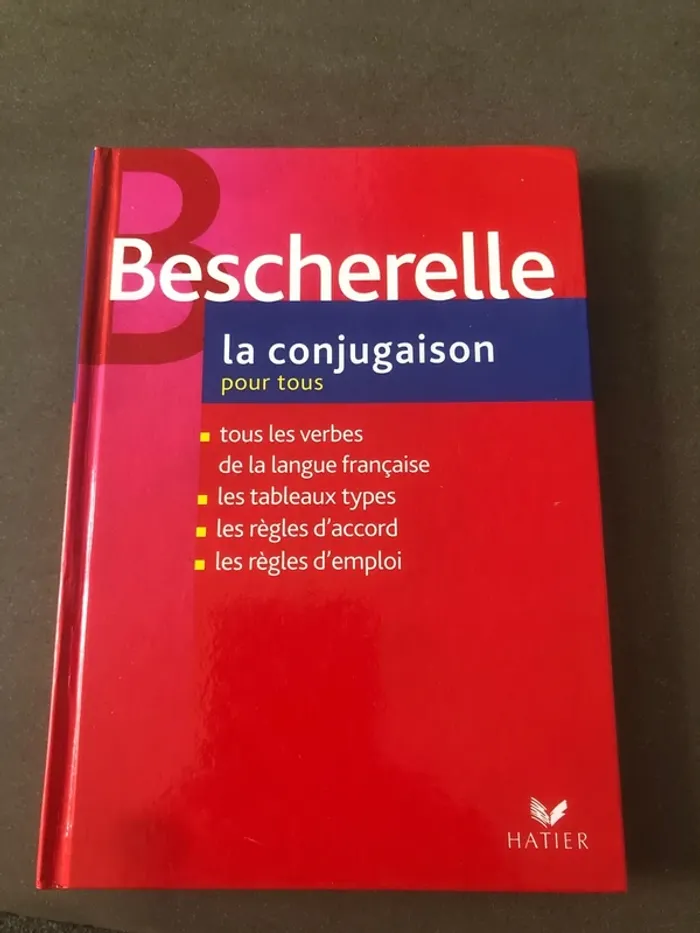 B
Bescherelle
la conjugaison
pour tous
tous les verbes
de la langue française
les tableaux types
les règles d'accord
les règles d'emploi
HATIER